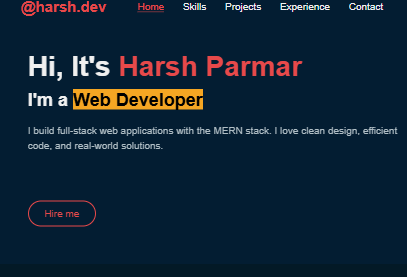 @harsh.dev Home Skills Projects Experience Contact
Hi, It's Harsh Parmar
I'm a Web Developer
I build full-stack web applications with the MERN stack. I love clean design, efficient
code, and real-world solutions.
Hire me